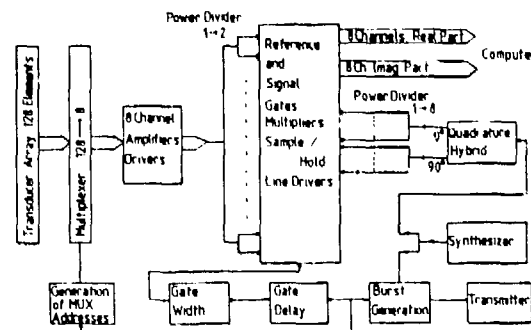 Power Divider
1→2
Reference
and
Signal
Gates
Multipliers
Sample /
Hold
Line Drivers
8 Channels, Real Part
8 Ch Imag Part
Computer
Power Divider
1→8
0°
90°
Quadrature
Hybrid
Synthesizer
Transducer Array 128 Elements
Multiplexer 128 → 8
8 Channel
Amplifiers
Drivers
Generation
of MUX
Addresses
Gate
Width
Gate
Delay
Burst
Generation
Transmitter